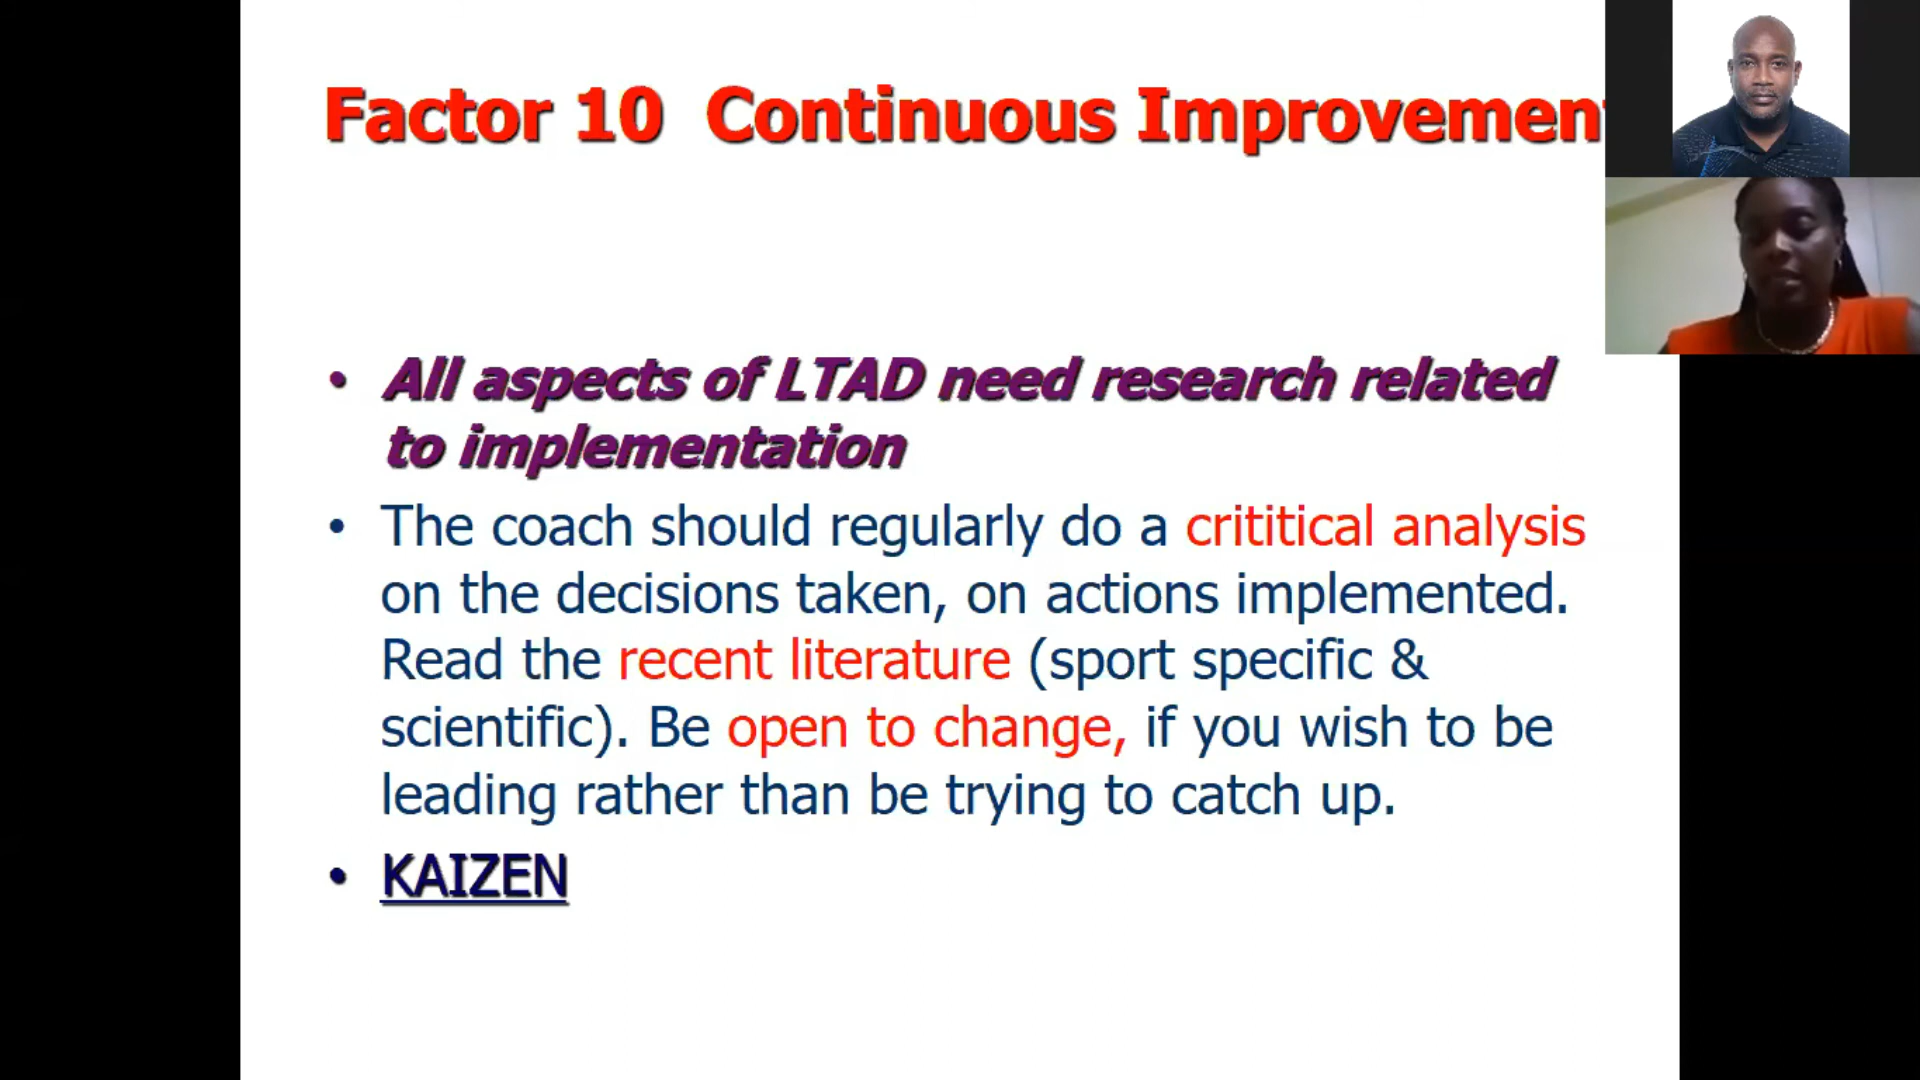 Factor 10 Continuous Improvement
• All aspects of LTAD need research related
to implementation
• The coach should regularly do a crititical analysis
on the decisions taken, on actions implemented.
Read the recent literature (sport specific &
scientific). Be open to change, if you wish to be
leading rather than be trying to catch up.
• KAIZEN